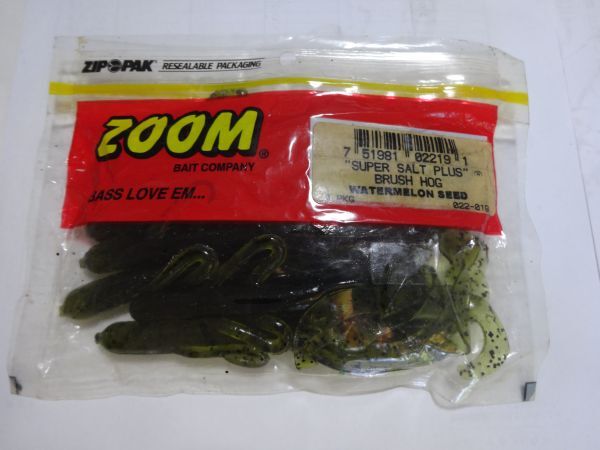 ZIP PAK RESEALABLE PACKAGING
ZOOM®
BAIT COMPANY
BASS LOVE EM...
7 51981 02219 1
"SUPER SALT PLUS" (R)
BRUSH HOG
WATERMELON SEED
PKG
022-019